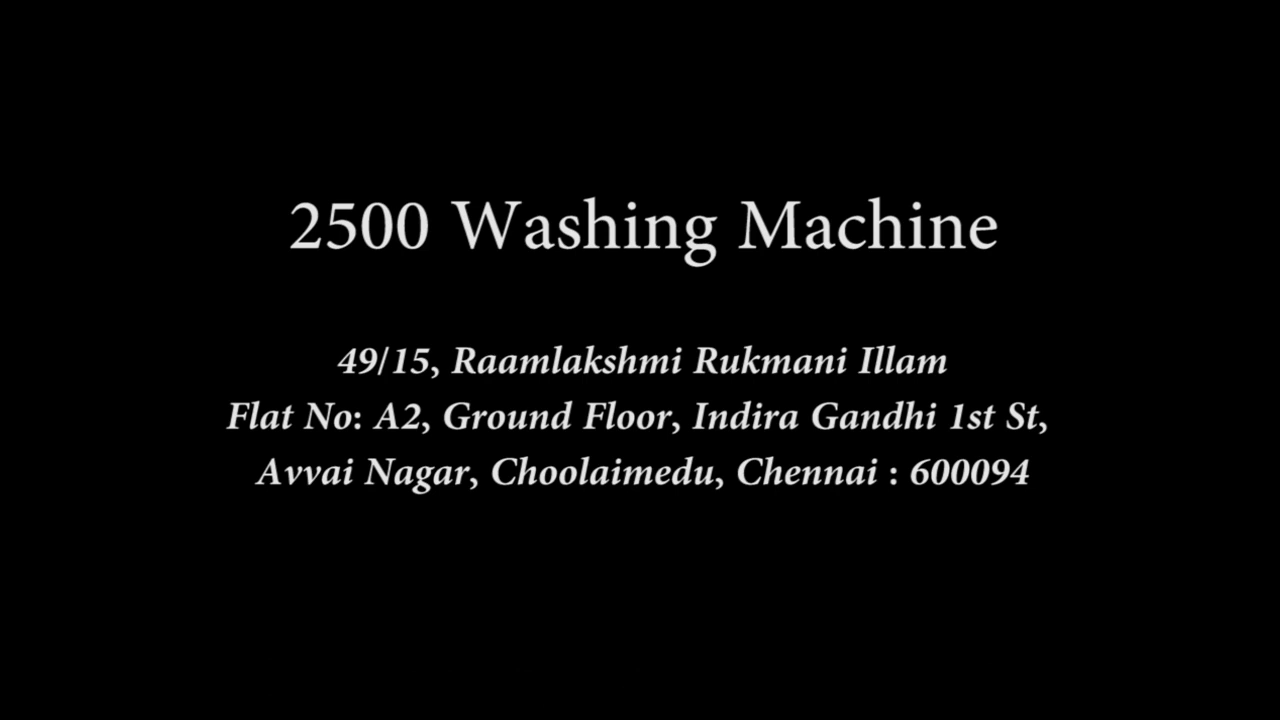 2500 Washing Machine
49/15, Raamlakshmi Rukmani Illam
Flat No: A2, Ground Floor, Indira Gandhi 1st St,
Avvai Nagar, Choolaimedu, Chennai : 600094